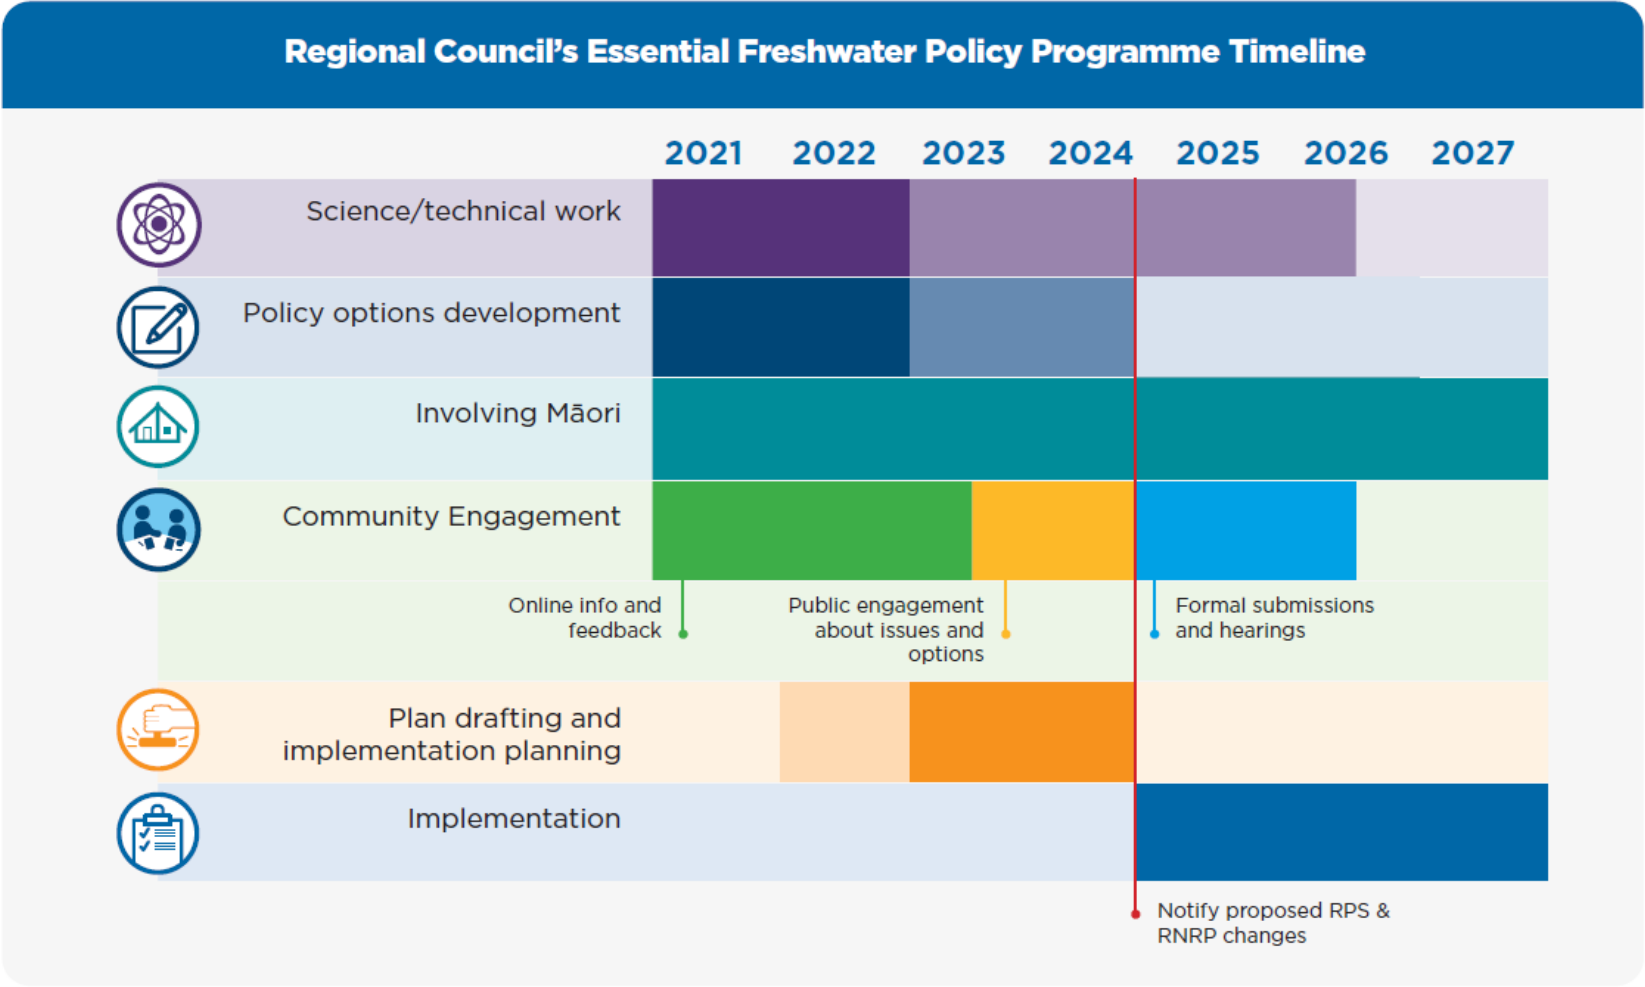 Regional Council's Essential Freshwater Policy Programme Timeline
2021 2022 2023 2024 2025 2026 2027
Science/technical work
Policy options development
Involving Māori
Community Engagement
Online info and
feedback
Public engagement
about issues and
options
Formal submissions
and hearings
Plan drafting and
implementation planning
Implementation
Notify proposed RPS &
RNRP changes